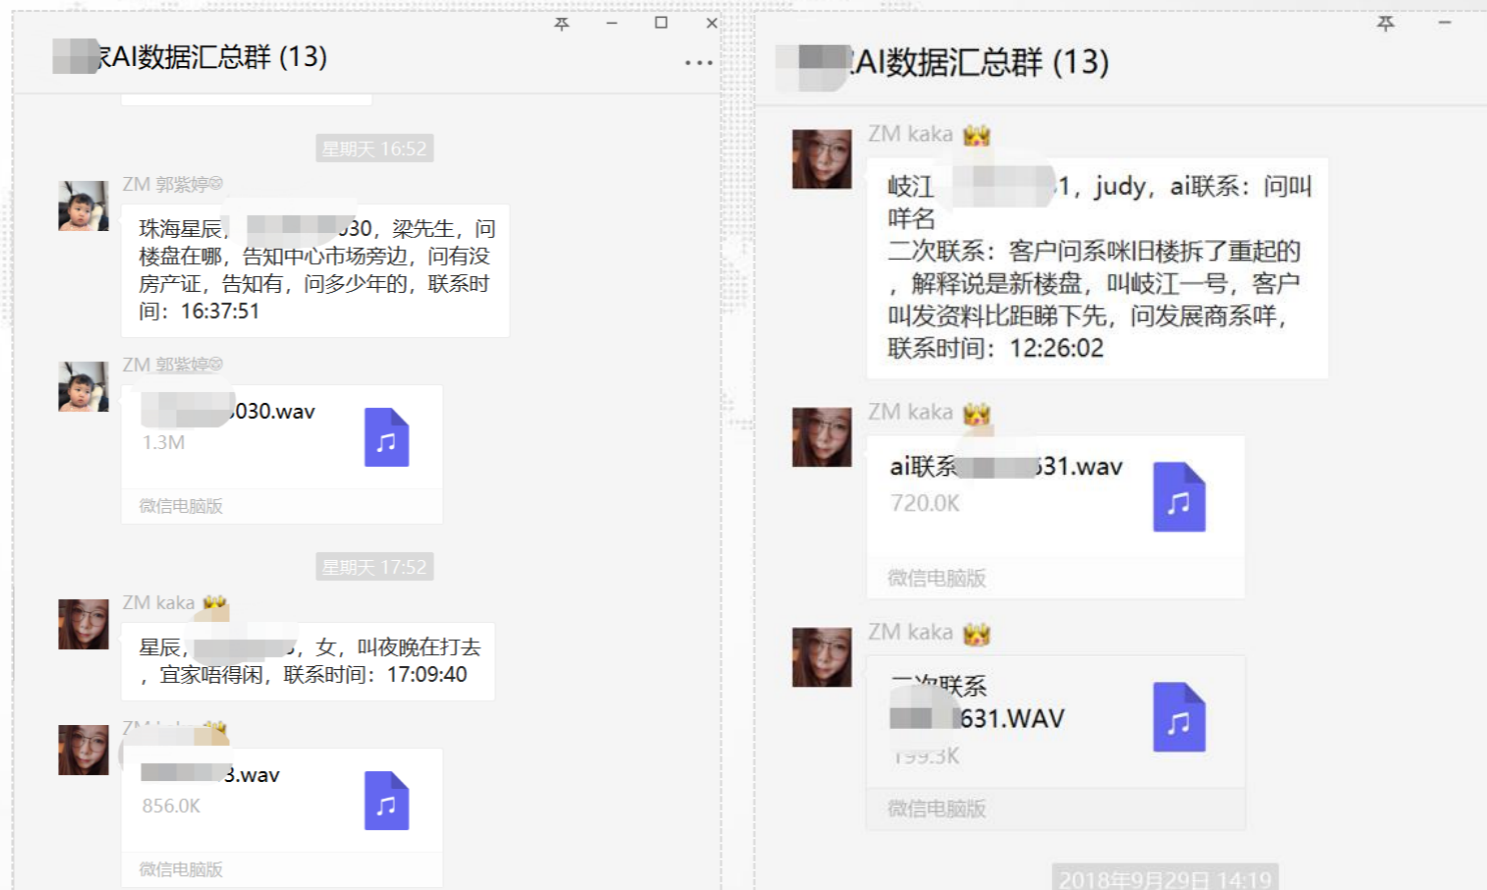 AI数据汇总群 (13)
星期天 16:52
ZM 郭紫婷
珠海星辰, 030, 梁先生, 问
楼盘在哪, 告知中心市场旁边, 问有没
房产证, 告知有, 问多少年的, 联系时
间: 16:37:51
ZM 郭紫婷
030.wav
1.3M
微信电脑版
星期天 17:52
ZM kaka
星辰, , 女, 叫夜晚在打去
, 宜家唔得闲, 联系时间: 17:09:40
3.wav
856.0K
微信电脑版
AI数据汇总群 (13)
ZM kaka
岐江 1, judy, ai联系: 问叫
咩名
二次联系: 客户问系咪旧楼拆了重起的
, 解释说是新楼盘, 叫岐江一号, 客户
叫发资料比距睇下先, 问发展商系咩,
联系时间: 12:26:02
ZM kaka
ai联系 631.wav
720.0K
微信电脑版
ZM kaka
二次联系
631.WAV
199.3K
微信电脑版
2018年9月29日 14:19